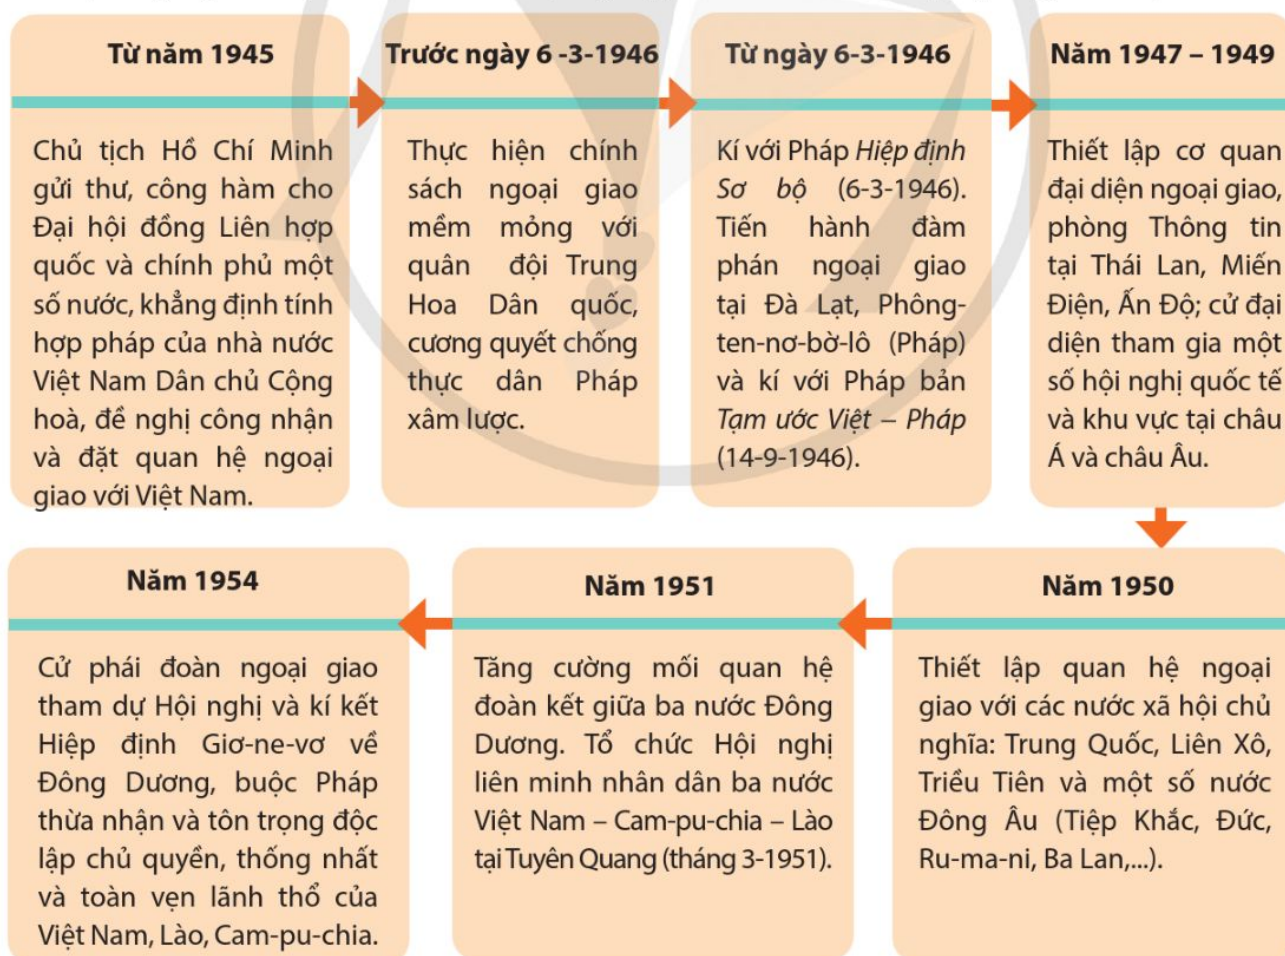 Từ năm 1945
Chủ tịch Hồ Chí Minh
gửi thư, công hàm cho
Đại hội đồng Liên hợp
quốc và chính phủ một
số nước, khẳng định tính
hợp pháp của nhà nước
Việt Nam Dân chủ Cộng
hoà, đề nghị công nhận
và đặt quan hệ ngoại
giao với Việt Nam.
Trước ngày 6 -3-1946
Thực hiện chính
sách ngoại giao
mềm mỏng với
quân đội Trung
Hoa Dân quốc,
cương quyết chống
thực dân Pháp
xâm lược.
Từ ngày 6-3-1946
Kí với Pháp Hiệp định
Sơ bộ (6-3-1946).
Tiến hành đàm
phán ngoại giao
tại Đà Lạt, Phông-
ten-nơ-bờ-lô (Pháp)
và kí với Pháp bản
Tạm ước Việt – Pháp
(14-9-1946).
Năm 1947 – 1949
Thiết lập cơ quan
đại diện ngoại giao,
phòng Thông tin
tại Thái Lan, Miến
Điện, Ấn Độ; cử đại
diện tham gia một
số hội nghị quốc tế
và khu vực tại châu
Á và châu Âu.
Năm 1950
Thiết lập quan hệ ngoại
giao với các nước xã hội chủ
nghĩa: Trung Quốc, Liên Xô,
Triều Tiên và một số nước
Đông Âu (Tiệp Khắc, Đức,
Ru-ma-ni, Ba Lan,...).
Năm 1951
Tăng cường mối quan hệ
đoàn kết giữa ba nước Đông
Dương. Tổ chức Hội nghị
liên minh nhân dân ba nước
Việt Nam – Cam-pu-chia – Lào
tại Tuyên Quang (tháng 3-1951).
Năm 1954
Cử phái đoàn ngoại giao
tham dự Hội nghị và kí kết
Hiệp định Giơ-ne-vơ về
Đông Dương, buộc Pháp
thừa nhận và tôn trọng độc
lập chủ quyền, thống nhất
và toàn vẹn lãnh thổ của
Việt Nam, Lào, Cam-pu-chia.